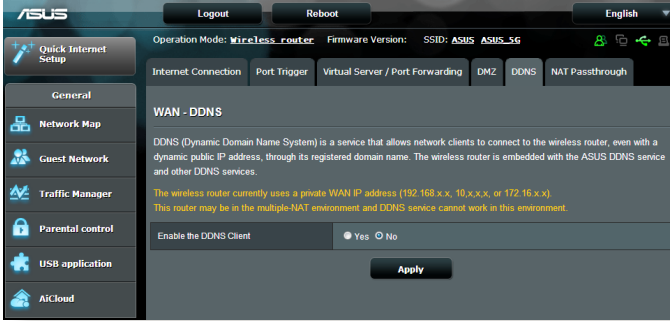 ASUS
Logout Reboot English
Quick Internet Setup
Operation Mode: Wireless router Firmware Version: SSID: ASUS ASUS_5G
Internet Connection Port Trigger Virtual Server / Port Forwarding DMZ DDNS NAT Passthrough
General
Network Map
Guest Network
Traffic Manager
Parental control
USB application
AiCloud
WAN - DDNS
DDNS (Dynamic Domain Name System) is a service that allows network clients to connect to the wireless router, even with a
dynamic public IP address, through its registered domain name. The wireless router is embedded with the ASUS DDNS service
and other DDNS services.
The wireless router currently uses a private WAN IP address (192.168.x.x, 10,x,x,x, or 172.16.x.x).
This router may be in the multiple-NAT environment and DDNS service cannot work in this environment.
Enable the DDNS Client Yes No
Apply